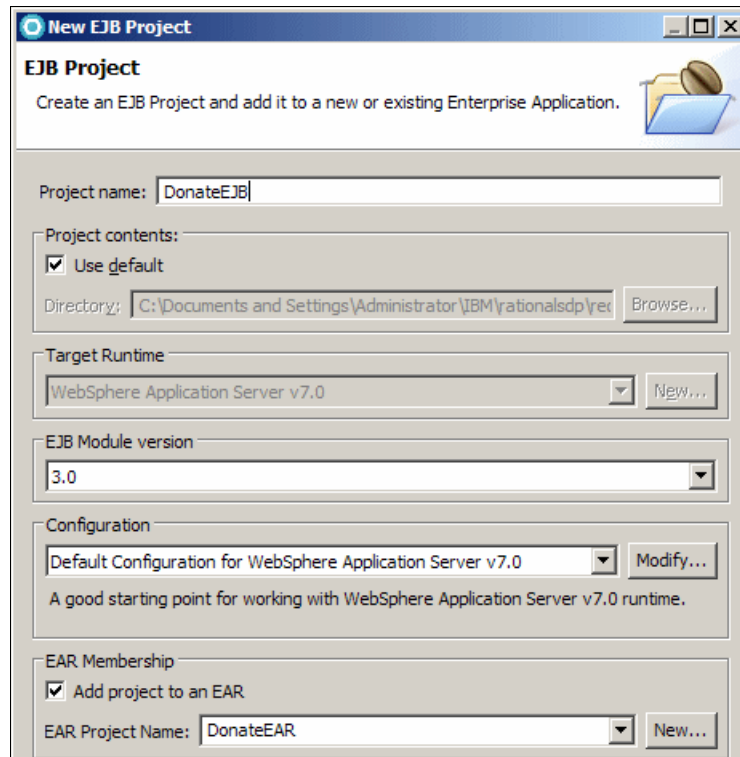 New EJB Project
EJB Project
Create an EJB Project and add it to a new or existing Enterprise Application.
Project name: DonateEJB
Project contents:
Use default
Directory: C:\Documents and Settings\Administrator\IBM\rationalsdp\rec Browse...
Target Runtime
WebSphere Application Server v7.0 New...
EJB Module version
3.0
Configuration
Default Configuration for WebSphere Application Server v7.0 Modify...
A good starting point for working with WebSphere Application Server v7.0 runtime.
EAR Membership
Add project to an EAR
EAR Project Name: DonateEAR New...